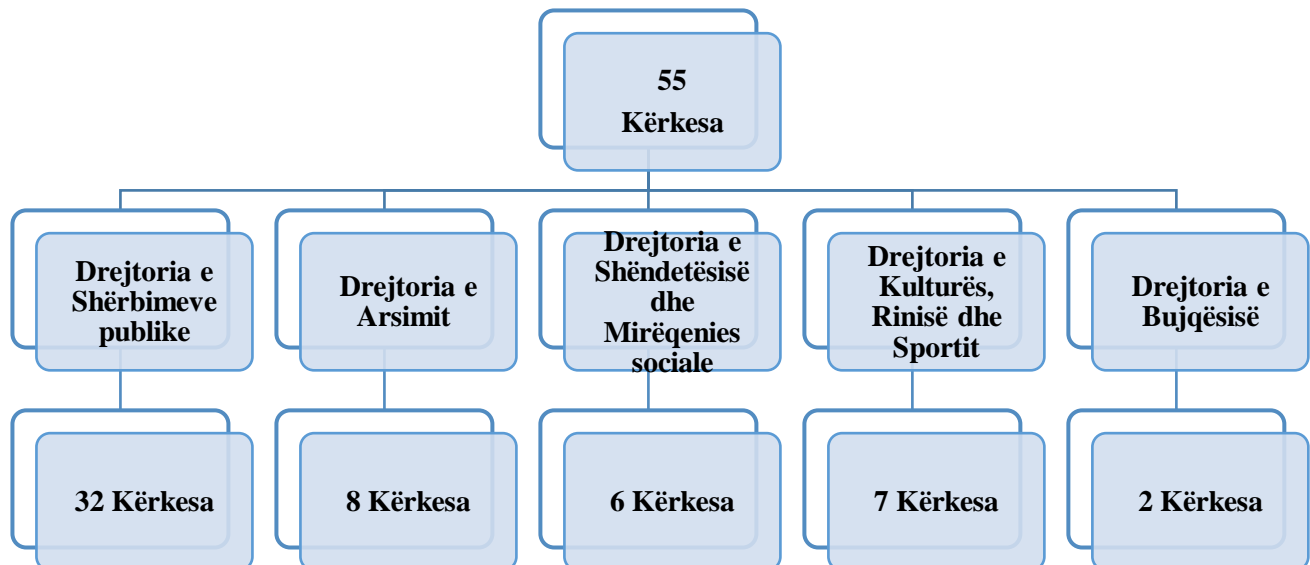 55
Kërkesa
Drejtoria e
Shërbimeve
publike
Drejtoria e
Arsimit
Drejtoria e
Shëndetësisë
dhe
Mirëqenies
sociale
Drejtoria e
Kulturës,
Rinisë dhe
Sportit
Drejtoria e
Bujqësisë
32 Kërkesa
8 Kërkesa
6 Kërkesa
7 Kërkesa
2 Kërkesa